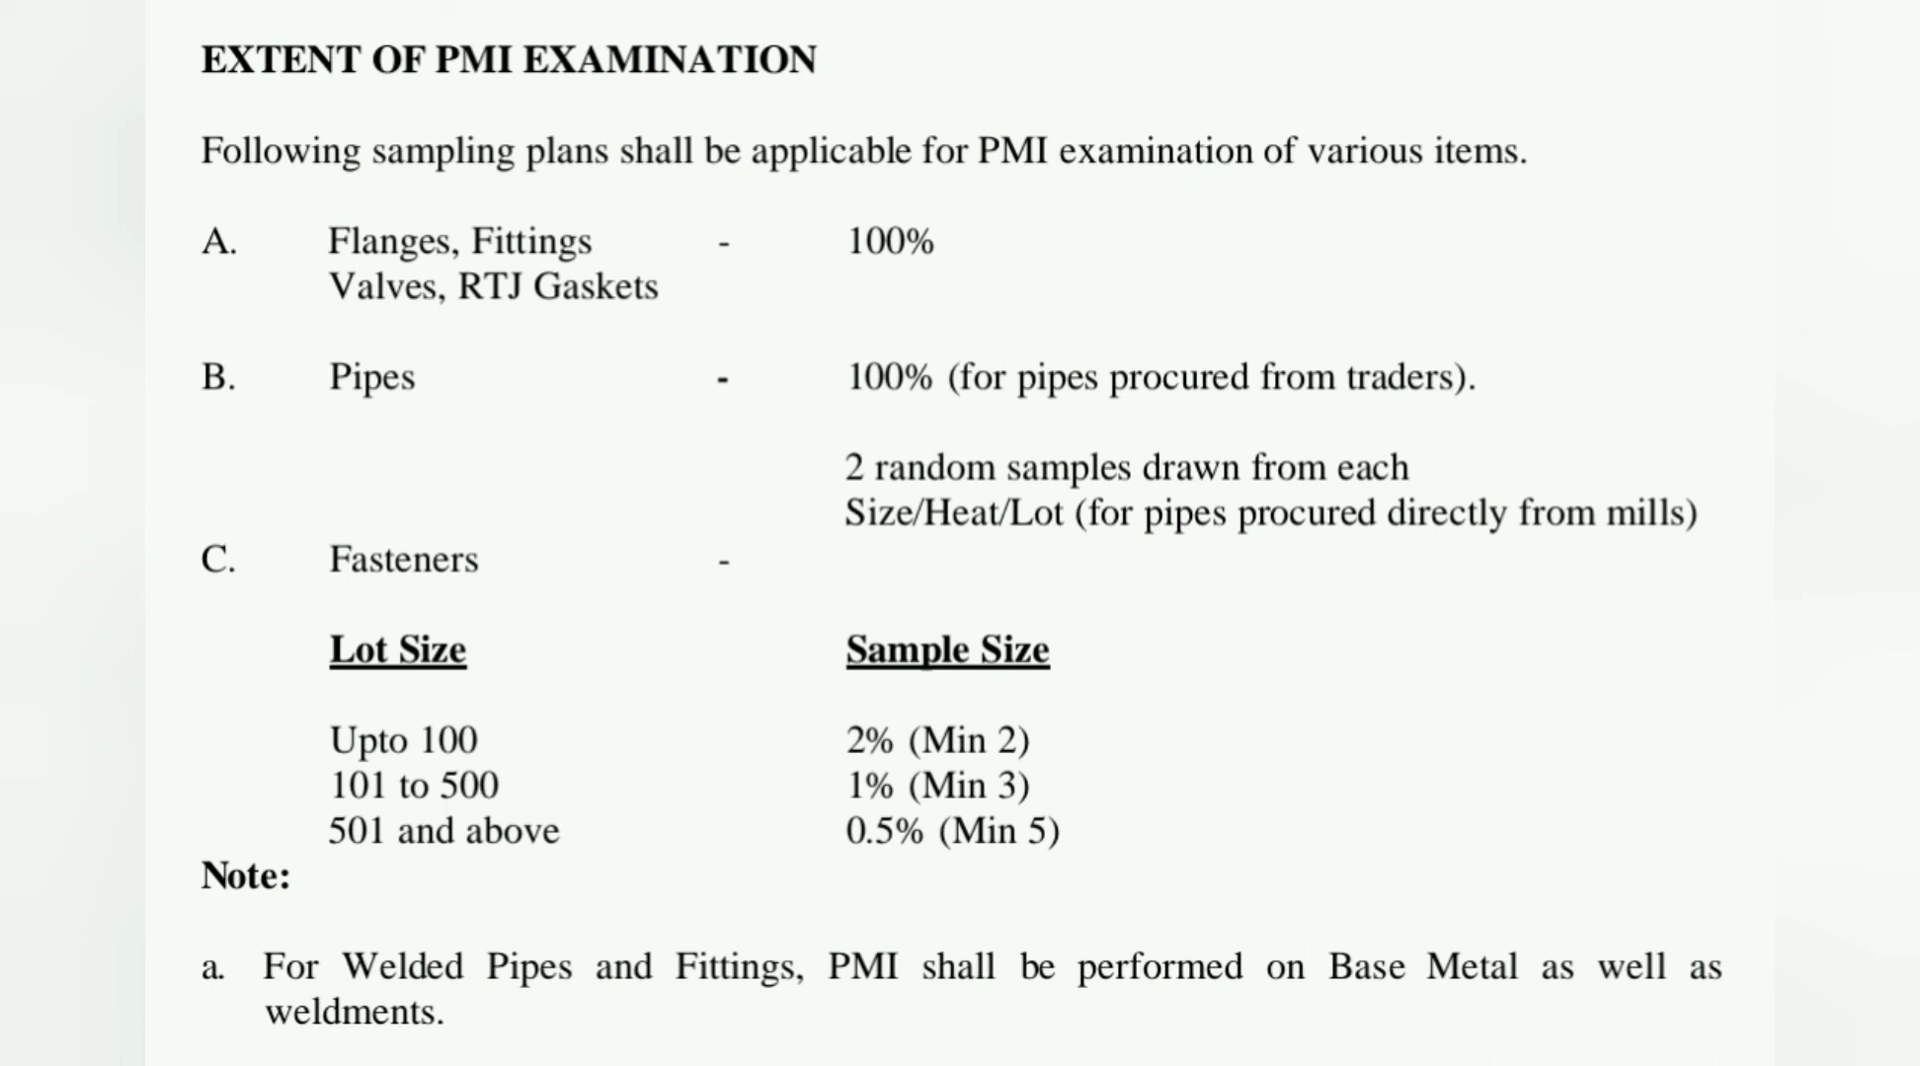 EXTENT OF PMI EXAMINATION
Following sampling plans shall be applicable for PMI examination of various items.
A. Flanges, Fittings - 100%
Valves, RTJ Gaskets
B. Pipes - 100% (for pipes procured from traders).
2 random samples drawn from each
Size/Heat/Lot (for pipes procured directly from mills)
C. Fasteners -
Lot Size Sample Size
Upto 100 2% (Min 2)
101 to 500 1% (Min 3)
501 and above 0.5% (Min 5)
Note:
a. For Welded Pipes and Fittings, PMI shall be performed on Base Metal as well as
weldments.